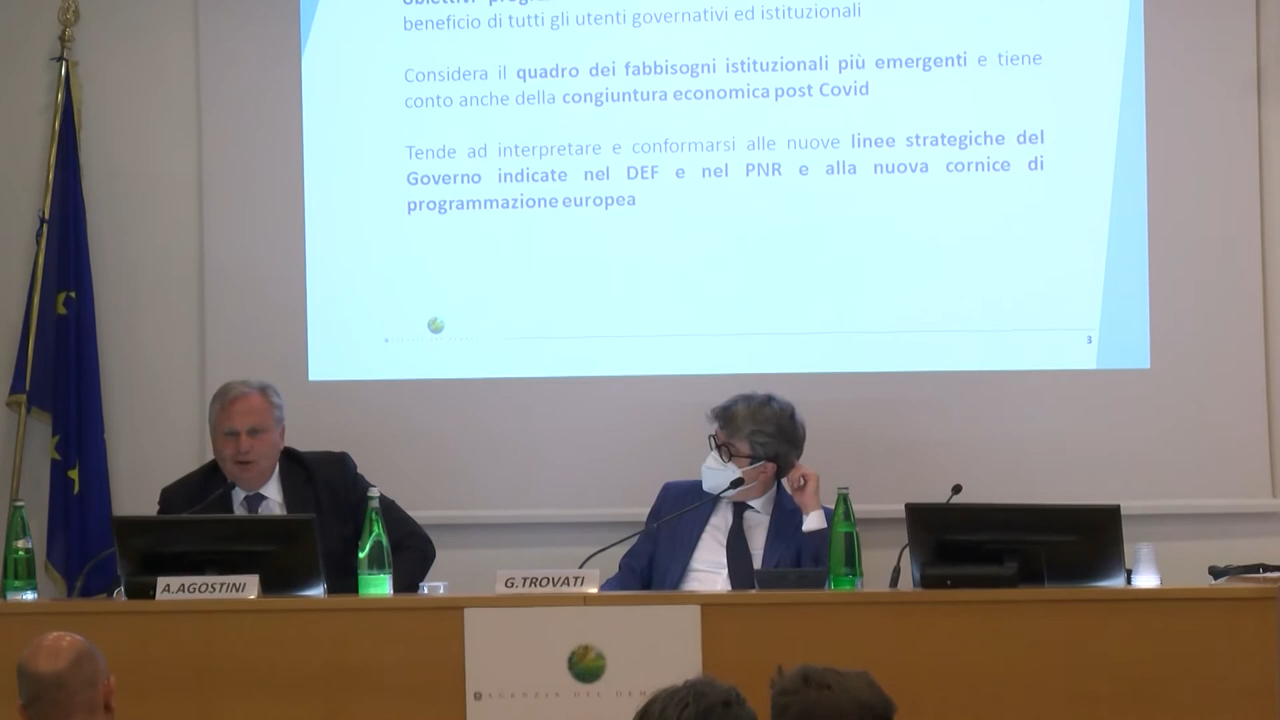 beneficio di tutti gli utenti governativi ed istituzionali
Considera il quadro dei fabbisogni istituzionali più emergenti e tiene
conto anche della congiuntura economica post Covid
Tende ad interpretare e conformarsi alle nuove linee strategiche del
Governo indicate nel DEF e nel PNR e alla nuova cornice di
programmazione europea
3
A.AGOSTINI
G.TROVATI
AGENZIA DEL